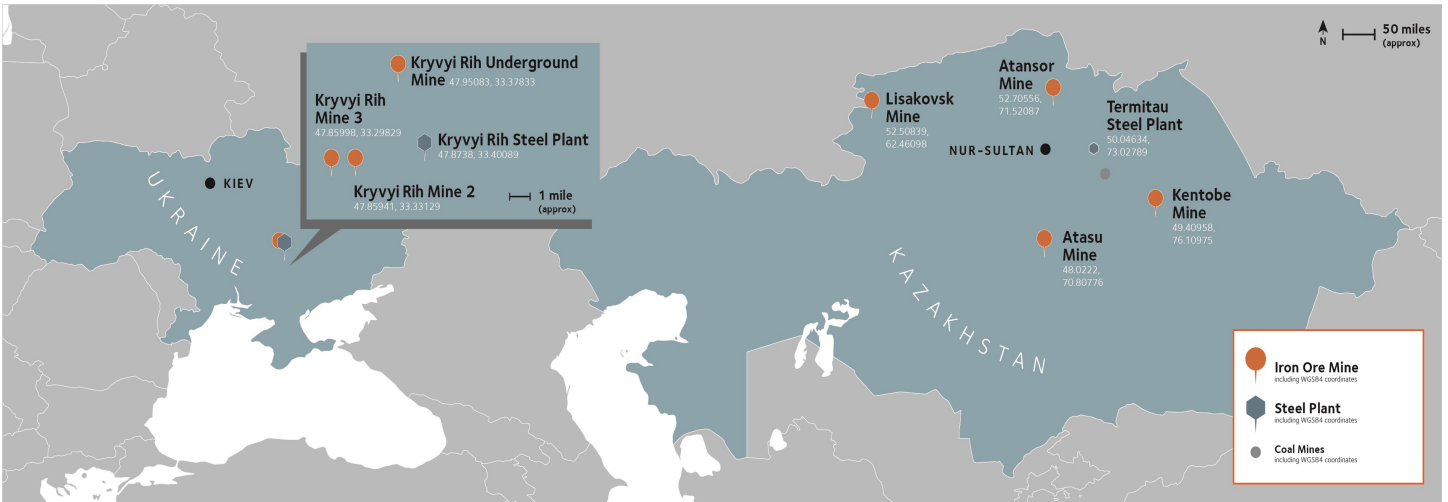 Kryvyi Rih Underground
Mine 47.95083, 33.37833
Kryvyi Rih
Mine 3
47.85998, 33.29829
Kryvyi Rih Steel Plant
47.8738, 33.40089
Kryvyi Rih Mine 2
47.85941, 33.33129
1 mile
(approx)
KIEV
UKRAINE
N
50 miles
(approx)
Lisakovsk
Mine
52.50839,
62.46098
Atansor
Mine
52.70556,
71.52087
Termitau
Steel Plant
50.04634,
73.02789
NUR-SULTAN
Kentobe
Mine
49.40958,
76.10975
Atasu
Mine
48.0222,
70.80776
KAZAKHSTAN
Iron Ore Mine
including WGS84 coordinates
Steel Plant
including WGS84 coordinates
Coal Mines
including WGS84 coordinates